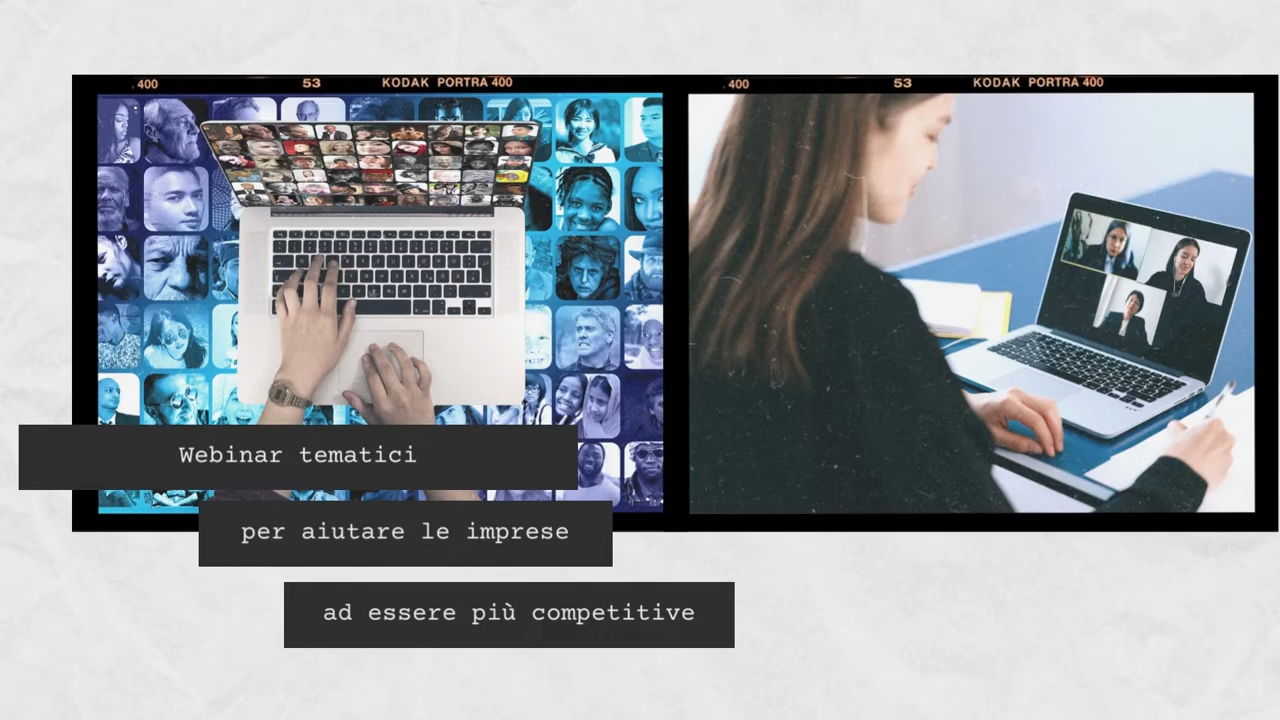 400 53 KODAK PORTRA 400
400 53 KODAK PORTRA 400
Webinar tematici
per aiutare le imprese
ad essere più competitive